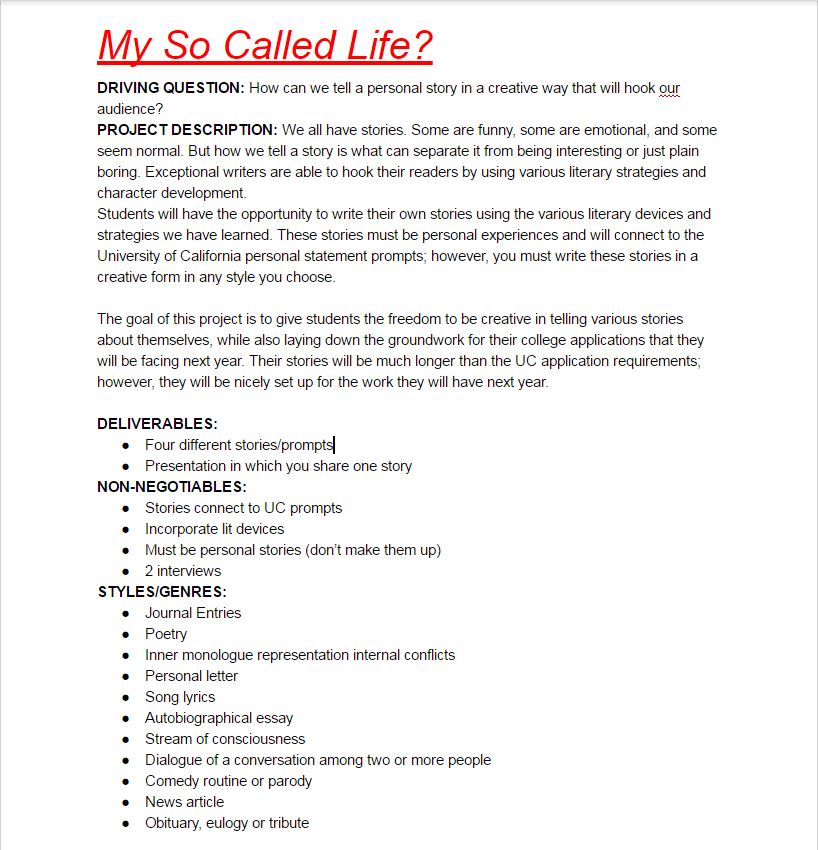 My So Called Life?
DRIVING QUESTION: How can we tell a personal story in a creative way that will hook our
audience?
PROJECT DESCRIPTION: We all have stories. Some are funny, some are emotional, and some
seem normal. But how we tell a story is what can separate it from being interesting or just plain
boring. Exceptional writers are able to hook their readers by using various literary strategies and
character development.
Students will have the opportunity to write their own stories using the various literary devices and
strategies we have learned. These stories must be personal experiences and will connect to the
University of California personal statement prompts; however, you must write these stories in a
creative form in any style you choose.
The goal of this project is to give students the freedom to be creative in telling various stories
about themselves, while also laying down the groundwork for their college applications that they
will be facing next year. Their stories will be much longer than the UC application requirements;
however, they will be nicely set up for the work they will have next year.
DELIVERABLES:
● Four different stories/prompts
● Presentation in which you share one story
NON-NEGOTIABLES:
● Stories connect to UC prompts
● Incorporate lit devices
● Must be personal stories (don’t make them up)
● 2 interviews
STYLES/GENRES:
● Journal Entries
● Poetry
● Inner monologue representation internal conflicts
● Personal letter
● Song lyrics
● Autobiographical essay
● Stream of consciousness
● Dialogue of a conversation among two or more people
● Comedy routine or parody
● News article
● Obituary, eulogy or tribute